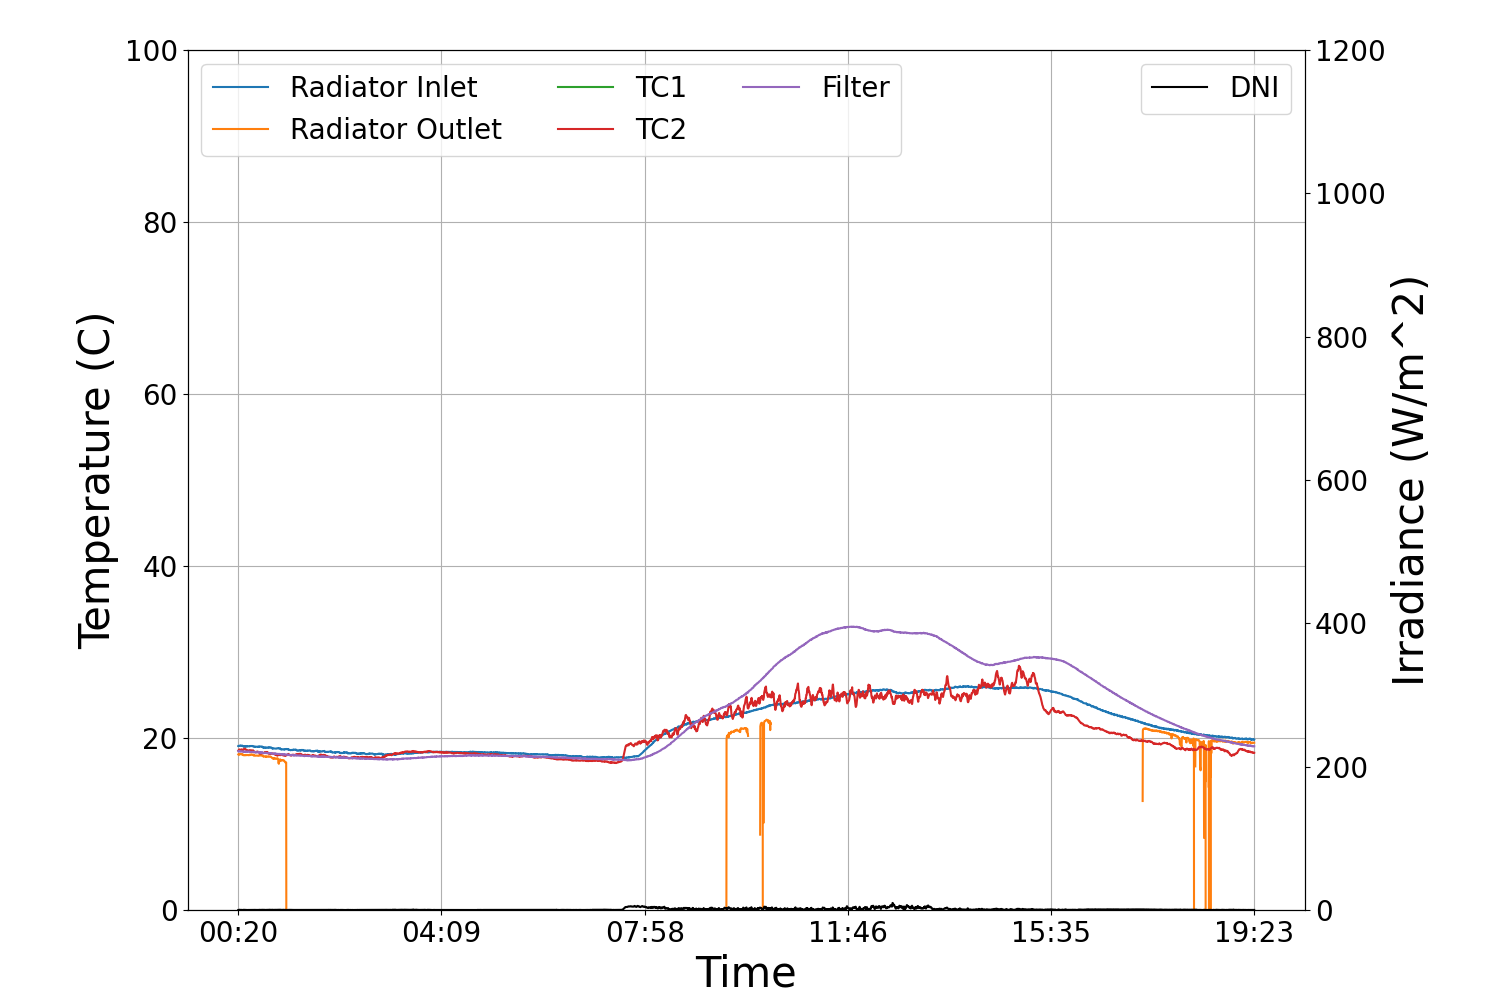 100
80
60
40
20
0
Temperature (C)
Radiator Inlet
Radiator Outlet
TC1
TC2
Filter
DNI
1200
1000
800
600
400
200
0
Irradiance (W/m^2)
00:20 04:09 07:58 11:46 15:35 19:23
Time